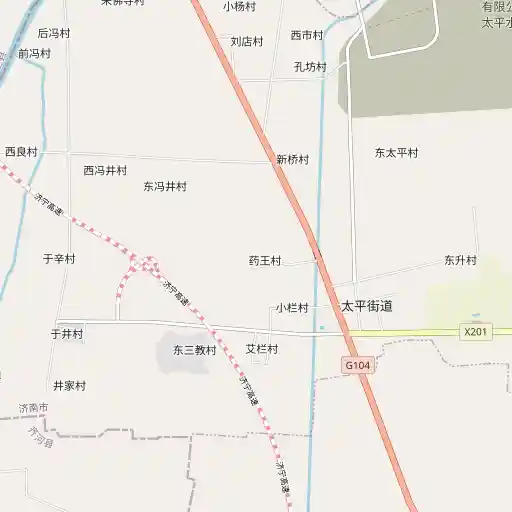 小杨村
有限公
太平水
后冯村
刘店村
西市村
前冯村
孔坊村
西良村
新桥村
东太平村
西冯井村
东冯井村
济宁高速
于辛村
药王村
东升村
济宁高速
小栏村
太平街道
于井村
X201
东三教村
艾栏村
G104
井家村
济宁高速
济南市
齐河县
济宁高速